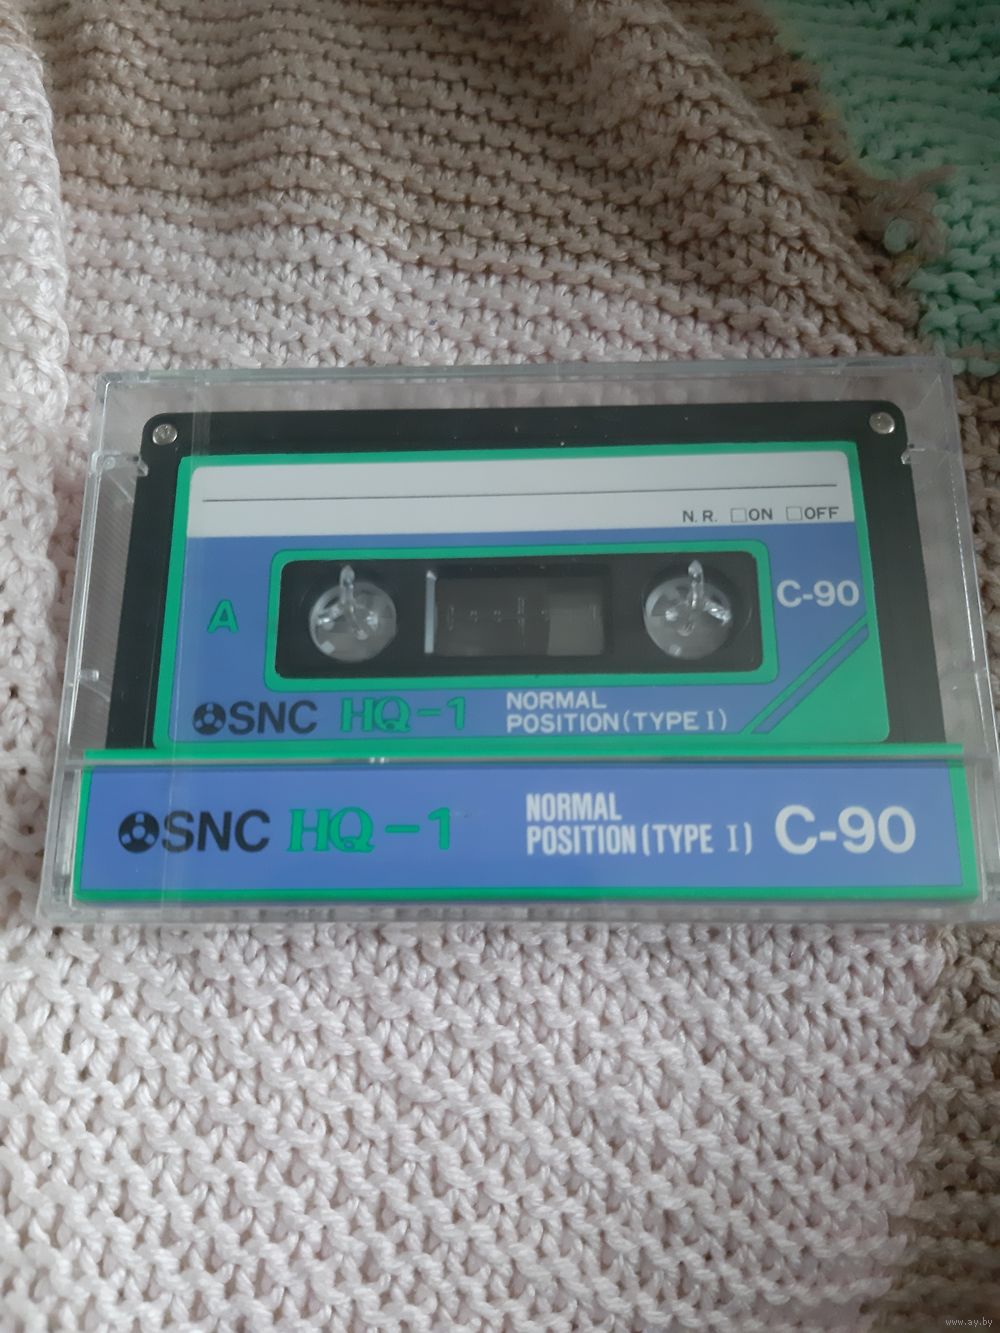 N. R. □ON □OFF
A
C-90
SNC HQ-1 NORMAL
POSITION (TYPE I)
SNC HQ-1 NORMAL
POSITION (TYPE I) C-90
www.ay.by